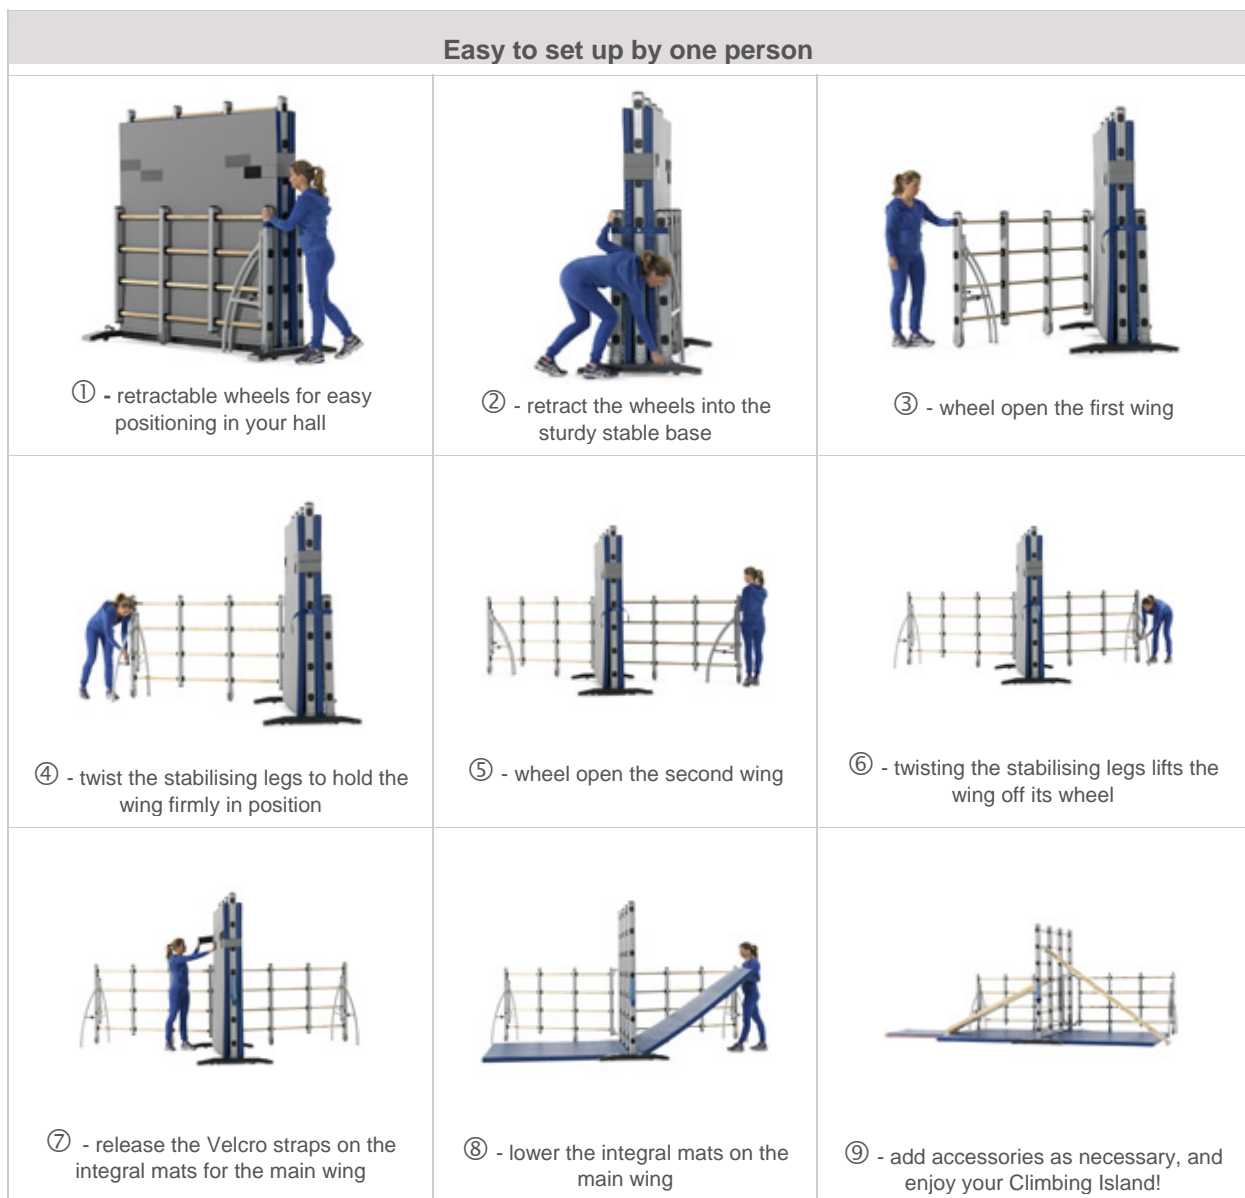 Easy to set up by one person
① - retractable wheels for easy
positioning in your hall
② - retract the wheels into the
sturdy stable base
③ - wheel open the first wing
④ - twist the stabilising legs to hold the
wing firmly in position
⑤ - wheel open the second wing
⑥ - twisting the stabilising legs lifts the
wing off its wheel
⑦ - release the Velcro straps on the
integral mats for the main wing
⑧ - lower the integral mats on the
main wing
⑨ - add accessories as necessary, and
enjoy your Climbing Island!